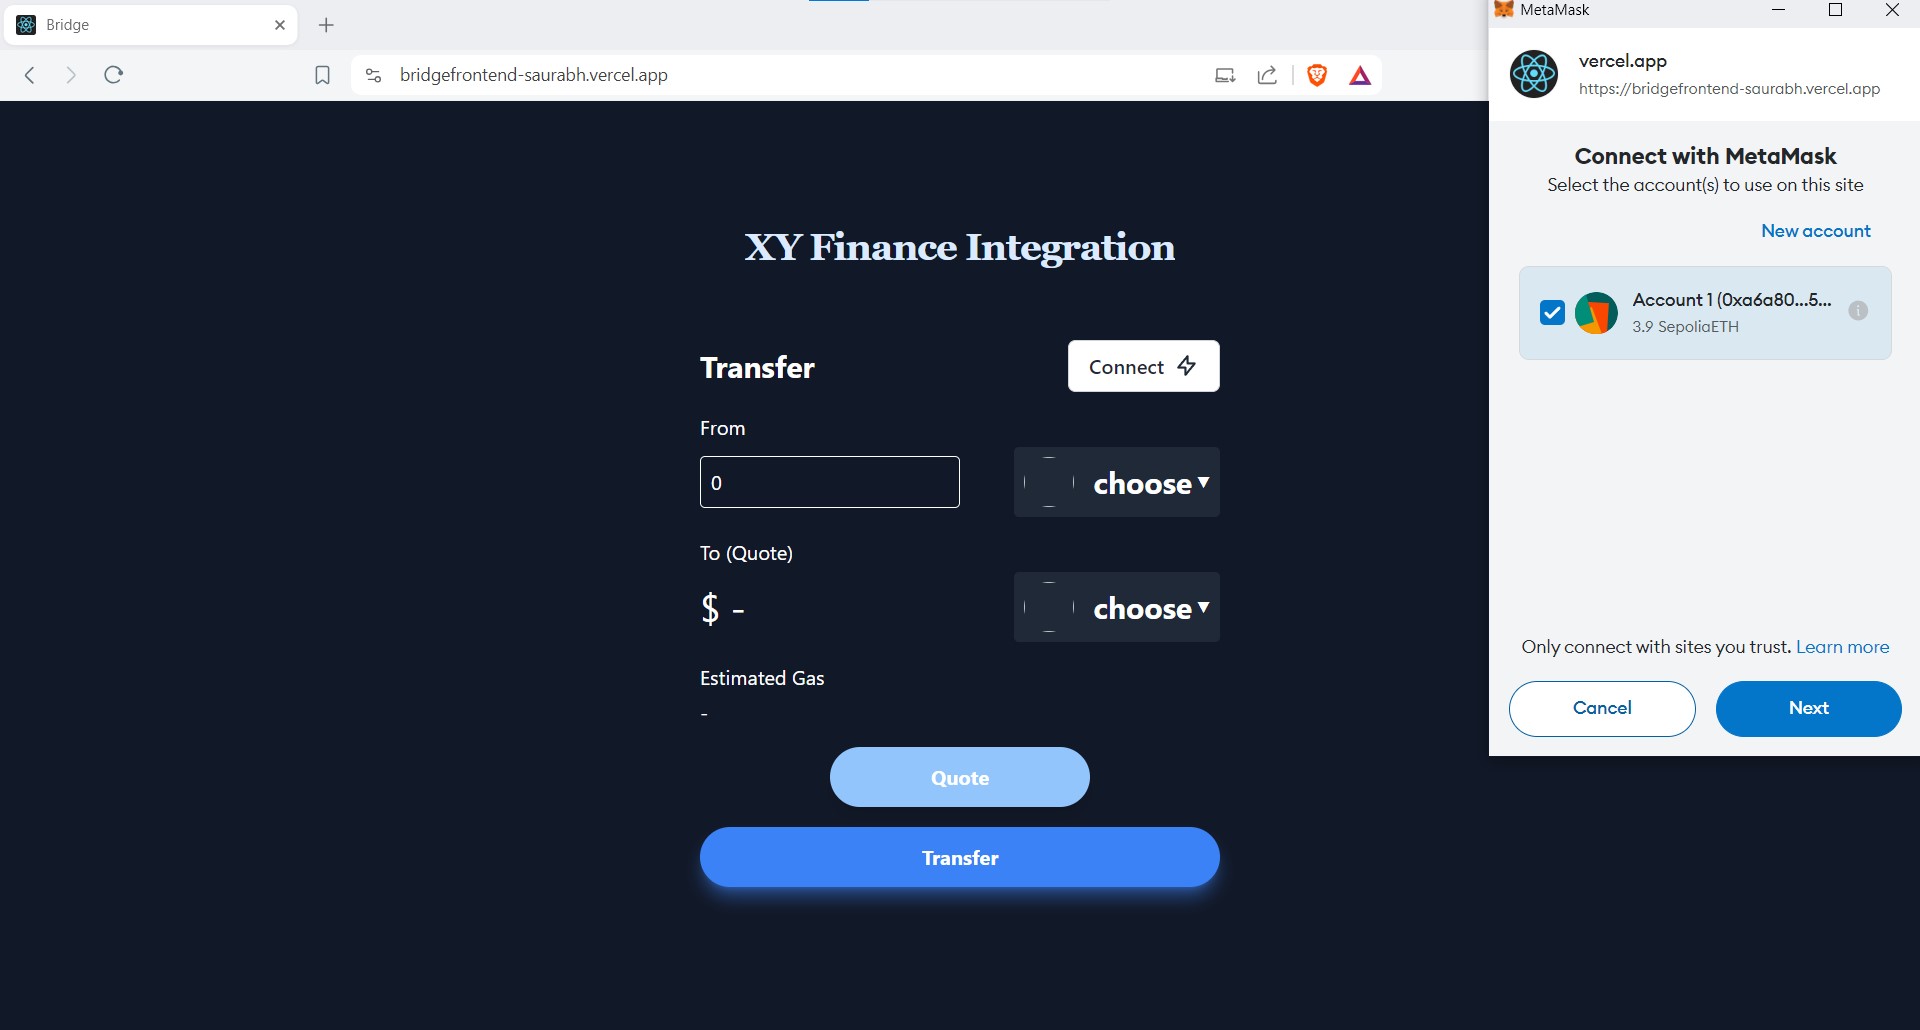 Bridge
bridgefrontend-saurabh.vercel.app
XY Finance Integration
Transfer
Connect
From
0
choose
To (Quote)
$ -
choose
Estimated Gas
-
Quote
Transfer
MetaMask
vercel.app
https://bridgefrontend-saurabh.vercel.app
Connect with MetaMask
Select the account(s) to use on this site
New account
Account 1 (0xa6a80...5...
3.9 SepoliaETH
Only connect with sites you trust. Learn more
Cancel
Next